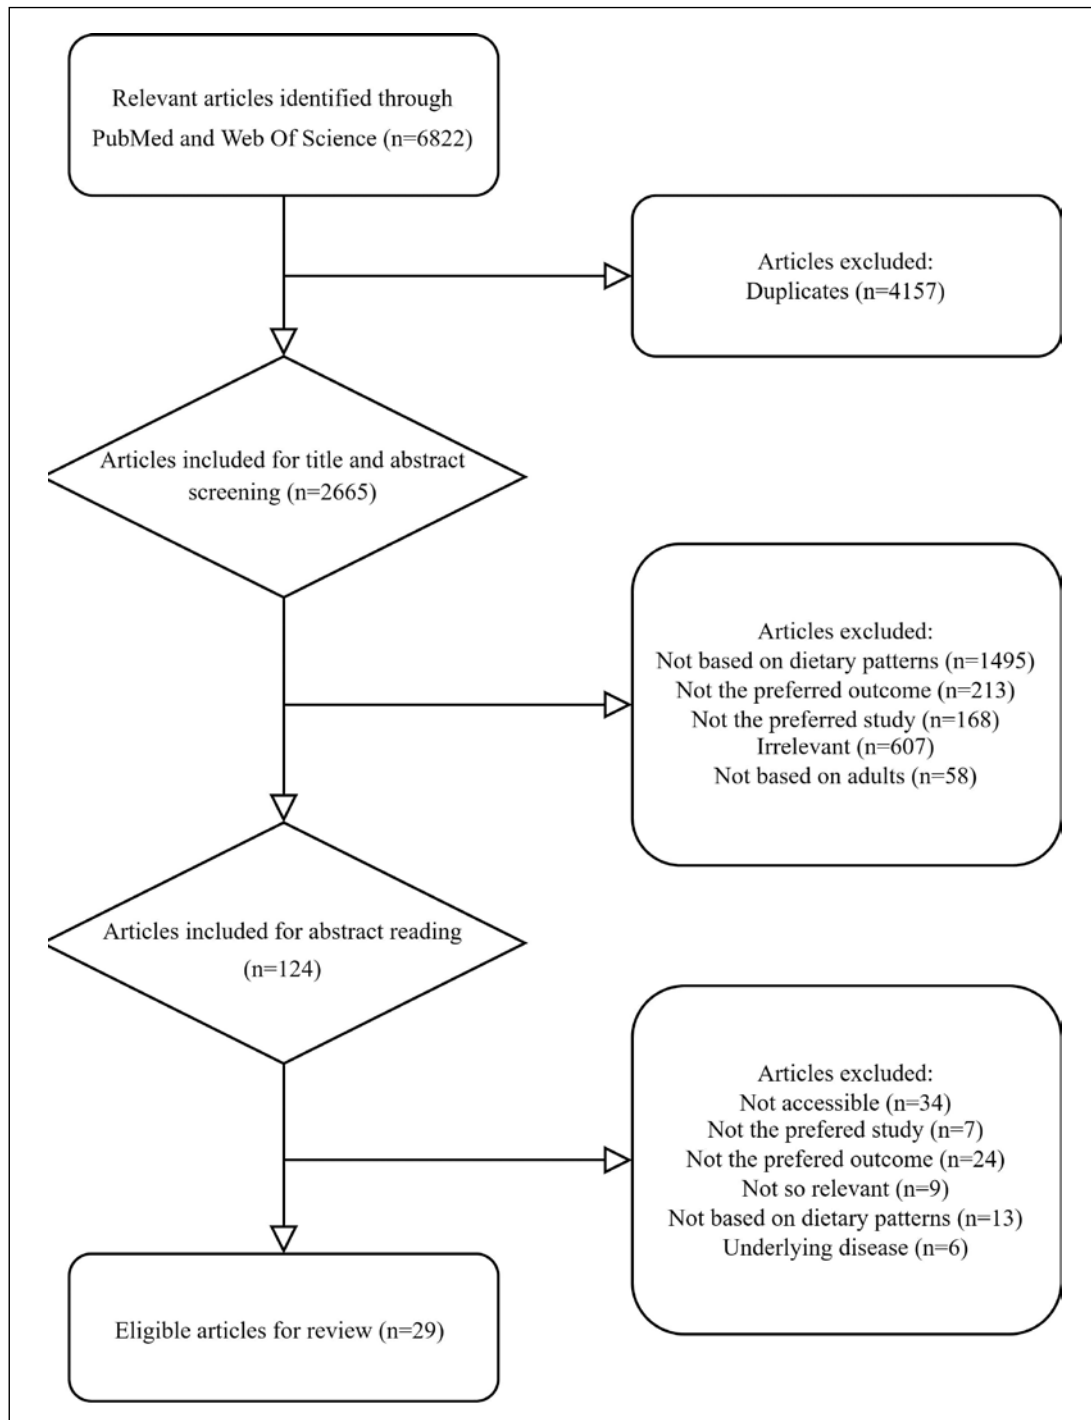 Relevant articles identified through
PubMed and Web Of Science (n=6822)
Articles excluded:
Duplicates (n=4157)
Articles included for title and abstract
screening (n=2665)
Articles excluded:
Not based on dietary patterns (n=1495)
Not the preferred outcome (n=213)
Not the preferred study (n=168)
Irrelevant (n=607)
Not based on adults (n=58)
Articles included for abstract reading
(n=124)
Articles excluded:
Not accessible (n=34)
Not the prefered study (n=7)
Not the prefered outcome (n=24)
Not so relevant (n=9)
Not based on dietary patterns (n=13)
Underlying disease (n=6)
Eligible articles for review (n=29)